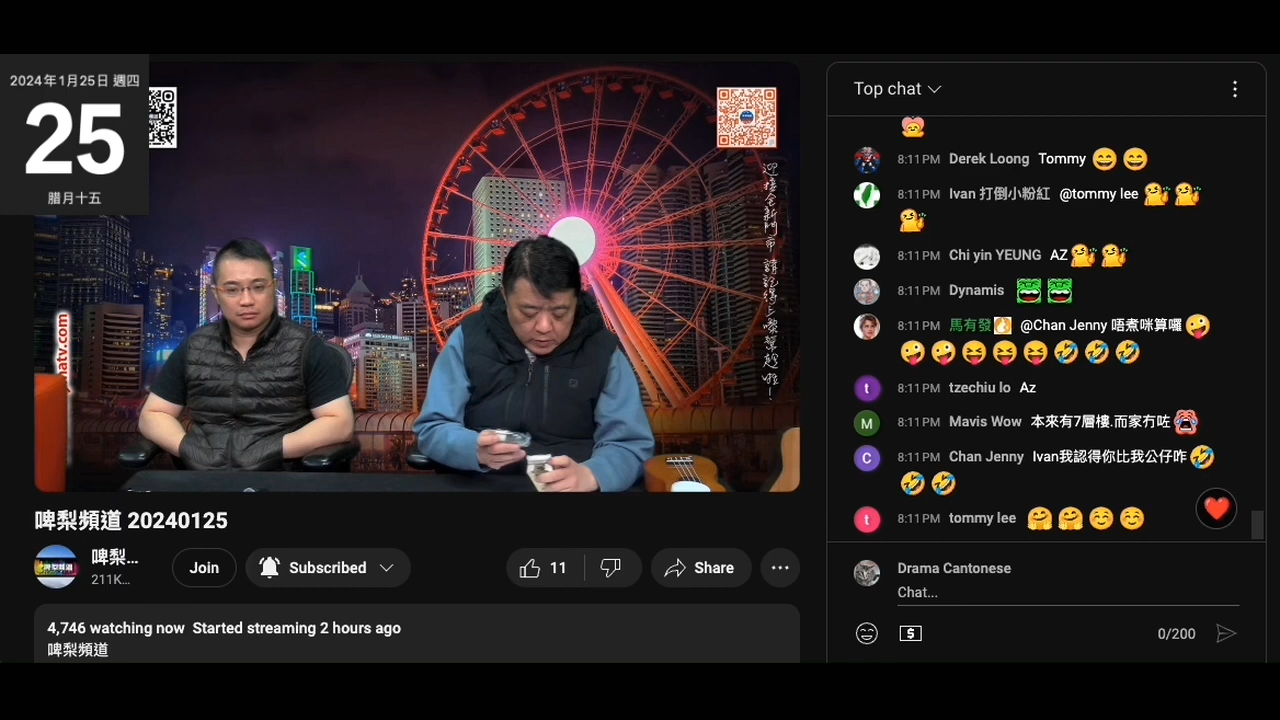 2024年1月25日 週四
25
腊月十五
natv.com
啤梨頻道 20240125
啤梨...
211K...
Join
Subscribed
11
Share
4,746 watching now Started streaming 2 hours ago
啤梨頻道
Top chat
8:11 PM Derek Loong Tommy
8:11 PM Ivan 打倒小粉紅 @tommy lee
8:11 PM Chi yin YEUNG AZ
8:11 PM Dynamis
8:11 PM 馬有發 @Chan Jenny 唔煮咪算囉
t 8:11 PM tzechiu lo Az
M 8:11 PM Mavis Wow 本來有7層樓.而家冇咗
C 8:11 PM Chan Jenny Ivan我認得你比我公仔咋
t 8:11 PM tommy lee
Drama Cantonese
Chat...
0/200